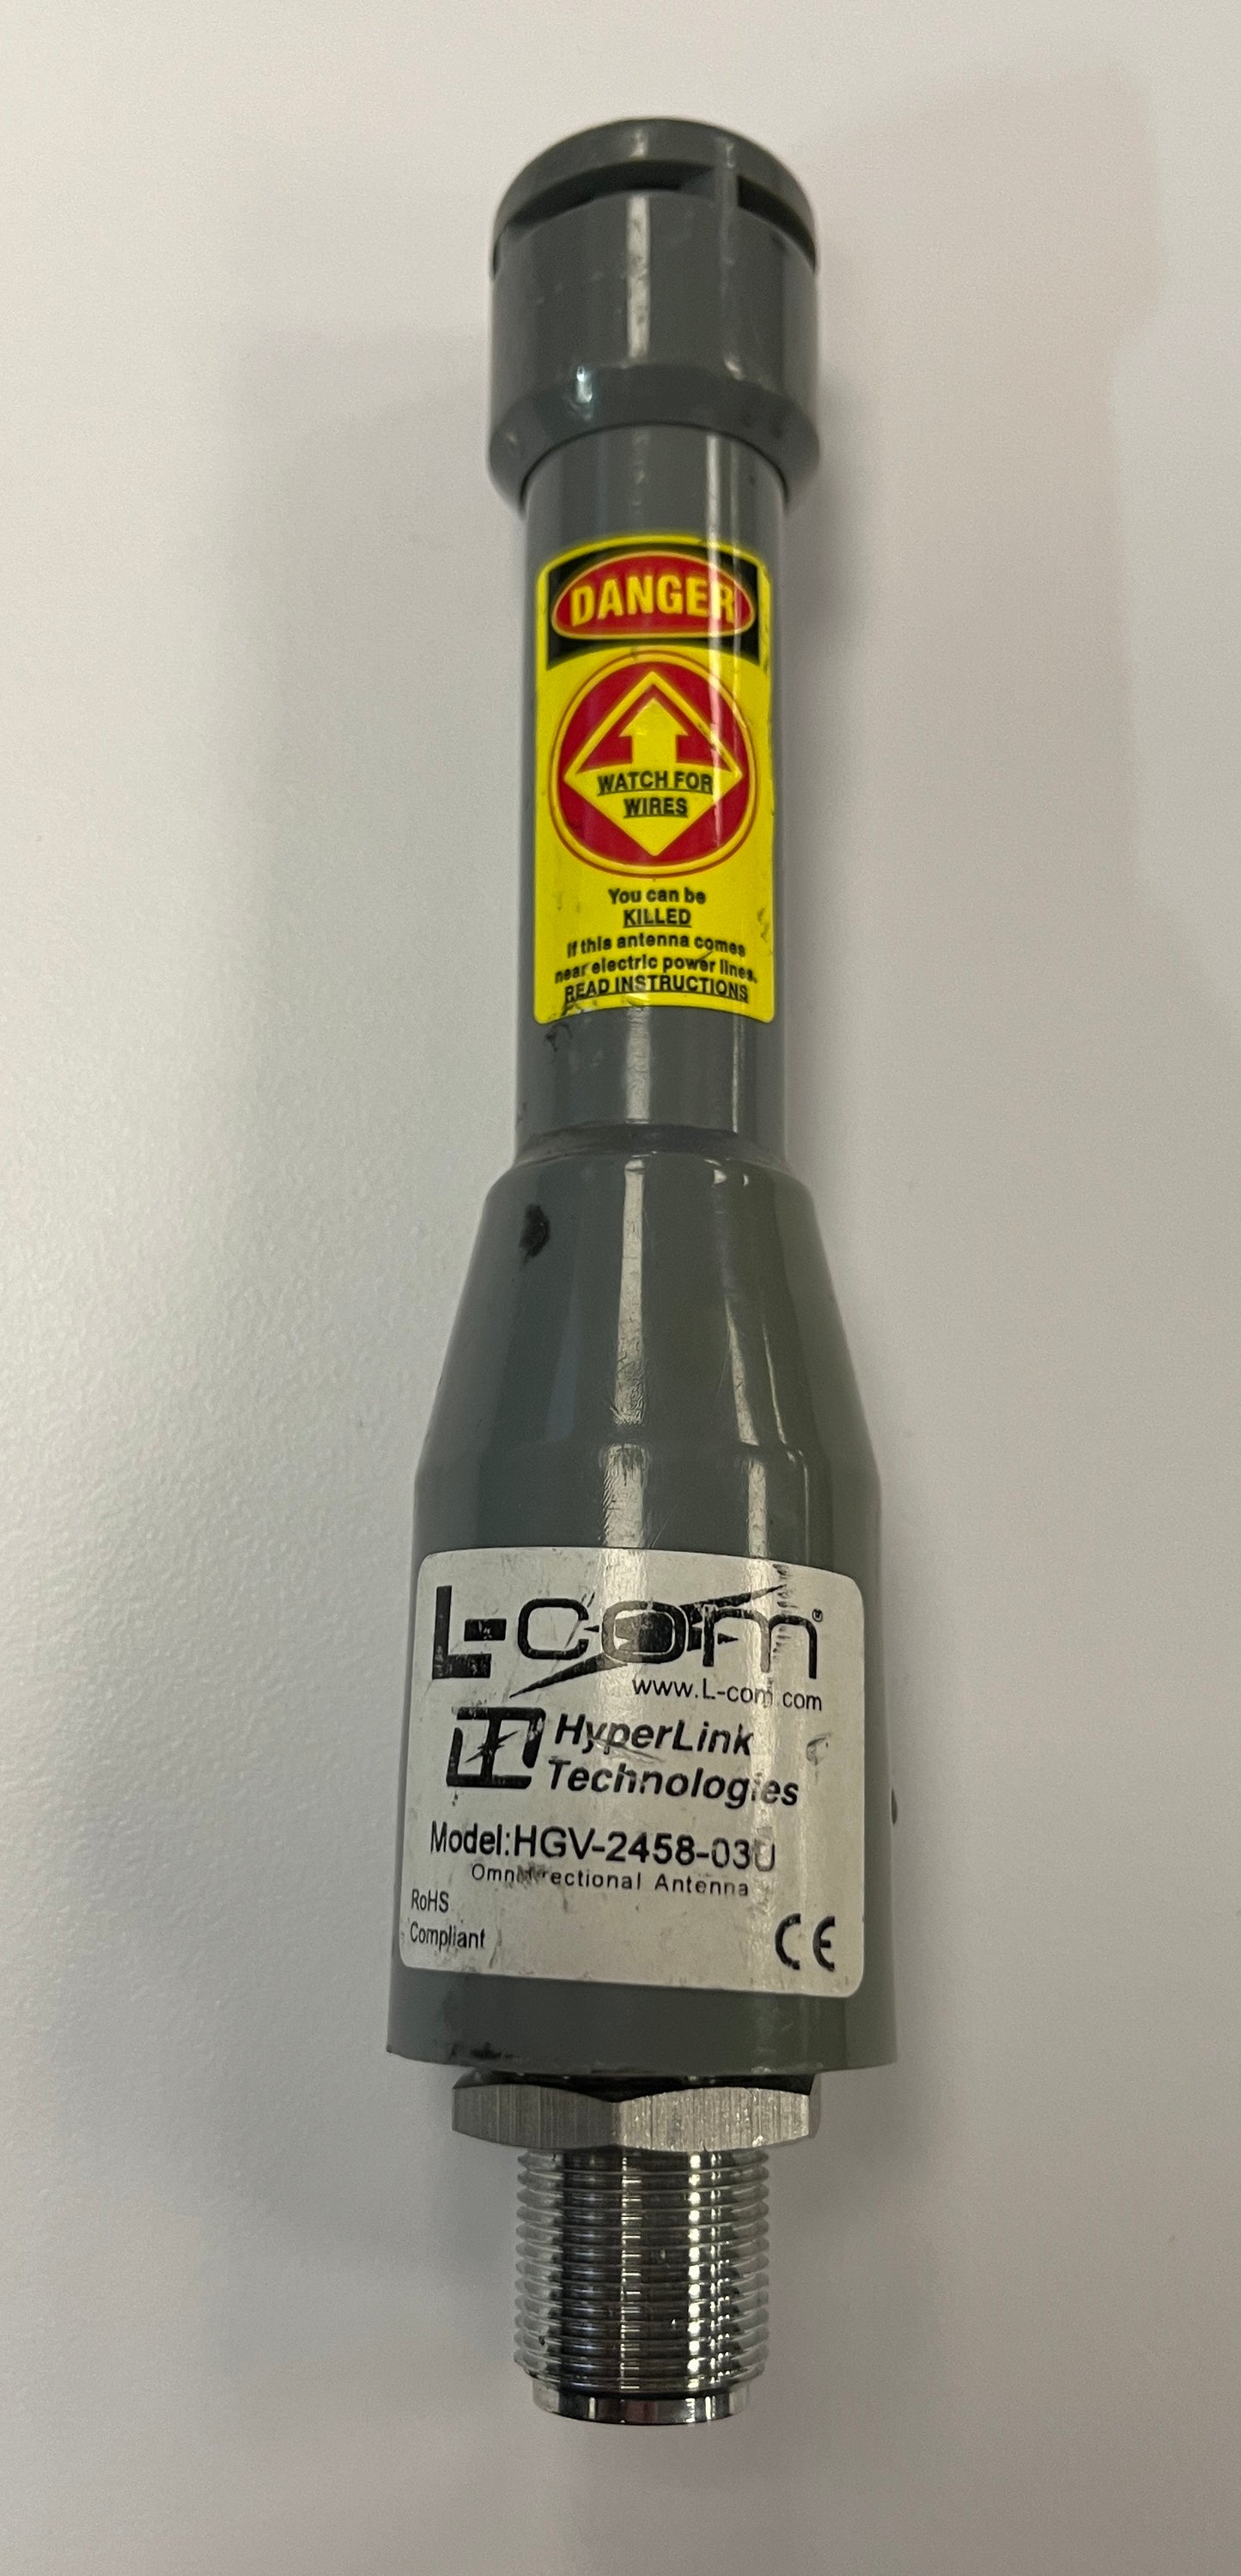 DANGER
WATCH FOR
WIRES
You can be
KILLED
If this antenna comes
near electric power lines.
READ INSTRUCTIONS
L-com®
www.L-com.com
HyperLink
Technologies
Model:HGV-2458-03U
Omnidirectional Antenna
RoHS
Compliant
CE